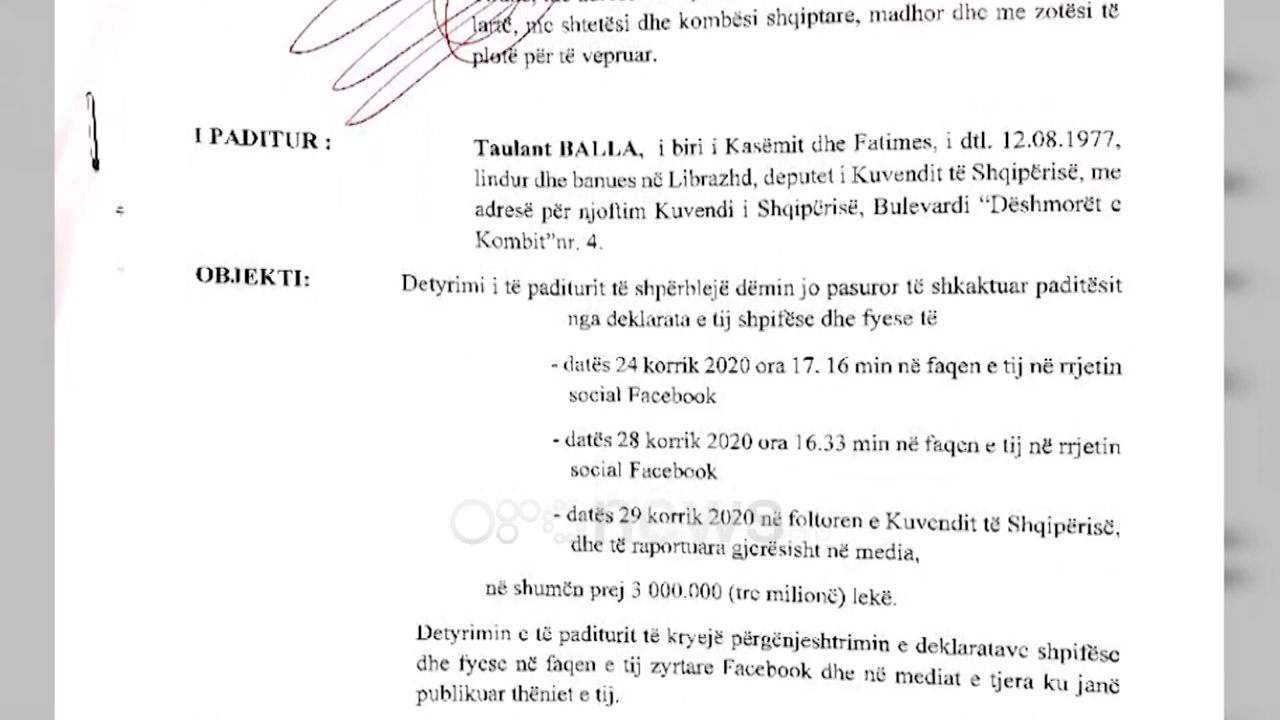 lartë, me shtetësi dhe kombësi shqiptare, madhor dhe me zotësi të
plotë për të vepruar.
I PADITUR :
Taulant BALLA, i biri i Kasëmit dhe Fatimes, i dtl. 12.08.1977,
lindur dhe banues në Librazhd, deputet i Kuvendit të Shqipërisë, me
adresë për njoftim Kuvendi i Shqipërisë, Bulevardi “Dëshmorët e
Kombit”nr. 4.
OBJEKTI:
Detyrimi i të paditurit të shpërblejë dëmin jo pasuror të shkaktuar paditësit
nga deklarata e tij shpifëse dhe fyese të
- datës 24 korrik 2020 ora 17. 16 min në faqen e tij në rrjetin
social Facebook
- datës 28 korrik 2020 ora 16.33 min në faqen e tij në rrjetin
social Facebook
- datës 29 korrik 2020 në foltoren e Kuvendit të Shqipërisë,
dhe të raportuara gjerësisht në media,
news
në shumën prej 3 000.000 (tre milionë) lekë.
Detyrimin e të paditurit të kryejë përgënjeshtrimin e deklaratave shpifëse
dhe fyese në faqen e tij zyrtare Facebook dhe në mediat e tjera ku janë
publikuar thëniet e tij.